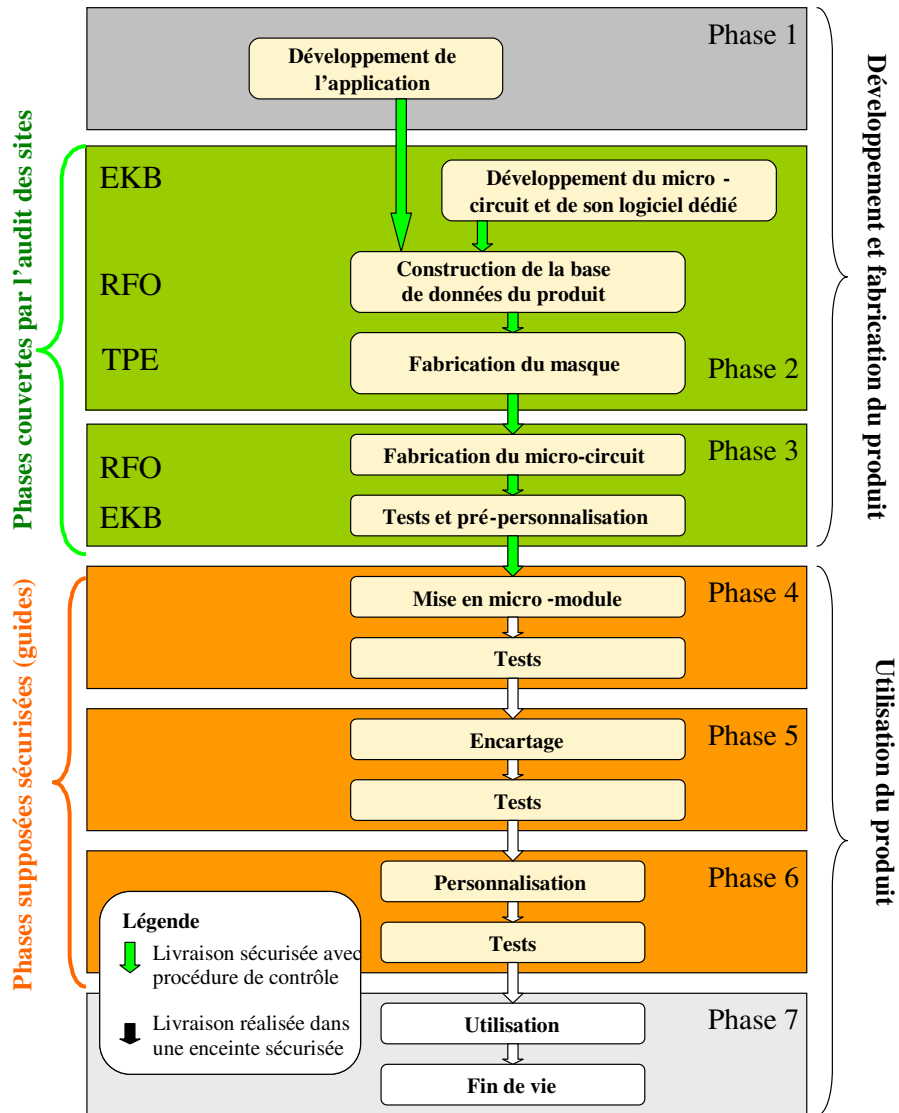 Phase 1
Développement de
l'application
EKB
Développement du micro -
circuit et de son logiciel dédié
RFO
Construction de la base
de données du produit
TPE
Fabrication du masque
Phase 2
Phase 3
Fabrication du micro-circuit
RFO
EKB
Tests et pré-personnalisation
Phase 4
Mise en micro -module
Tests
Phase 5
Encartage
Tests
Phase 6
Personnalisation
Tests
Phase 7
Utilisation
Fin de vie
Légende
Livraison sécurisée avec
procédure de contrôle
Livraison réalisée dans
une enceinte sécurisée
Phases couvertes par l'audit des sites
Phases supposées sécurisées (guides)
Développement et fabrication du produit
Utilisation du produit